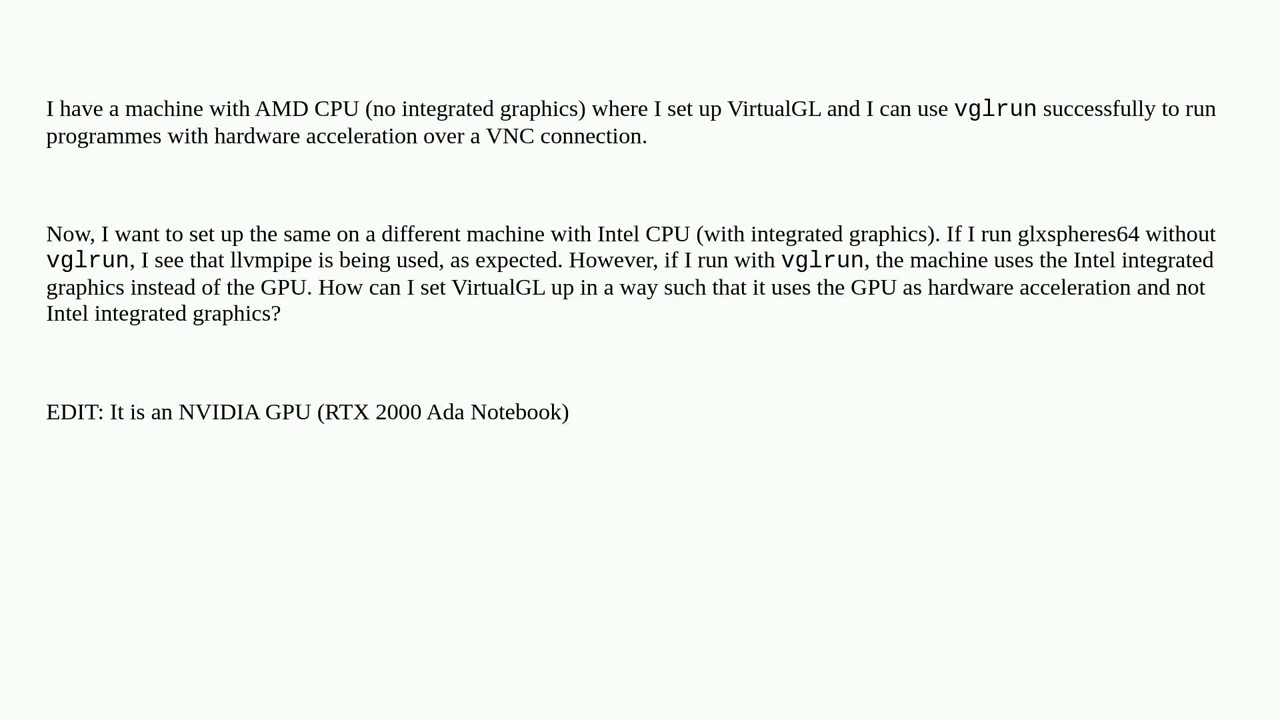 I have a machine with AMD CPU (no integrated graphics) where I set up VirtualGL and I can use vglrun successfully to run
programmes with hardware acceleration over a VNC connection.
Now, I want to set up the same on a different machine with Intel CPU (with integrated graphics). If I run glxspheres64 without
vglrun, I see that llvmpipe is being used, as expected. However, if I run with vglrun, the machine uses the Intel integrated
graphics instead of the GPU. How can I set VirtualGL up in a way such that it uses the GPU as hardware acceleration and not
Intel integrated graphics?
EDIT: It is an NVIDIA GPU (RTX 2000 Ada Notebook)